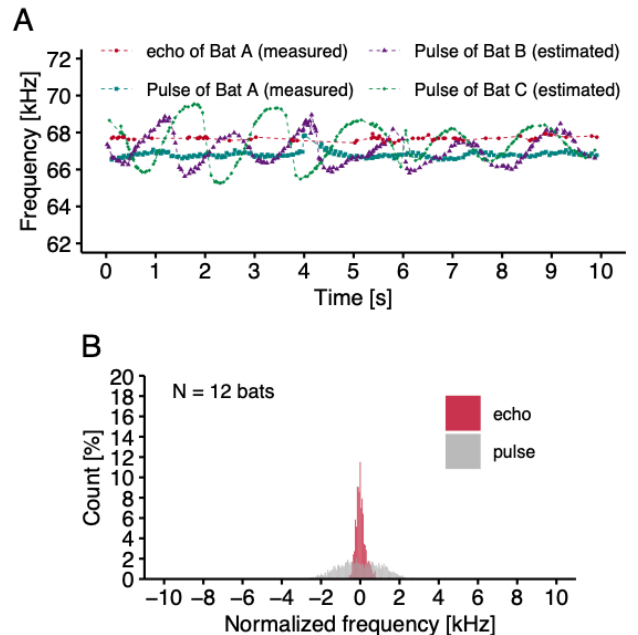 A
echo of Bat A (measured)
Pulse of Bat B (estimated)
Pulse of Bat A (measured)
Pulse of Bat C (estimated)
Frequency [kHz]
72
70
68
66
64
62
0 1 2 3 4 5 6 7 8 9 10
Time [s]
B
N = 12 bats
echo
pulse
Count [%]
20
18
16
14
12
10
8
6
4
2
0
−10 −8 −6 −4 −2 0 2 4 6 8 10
Normalized frequency [kHz]